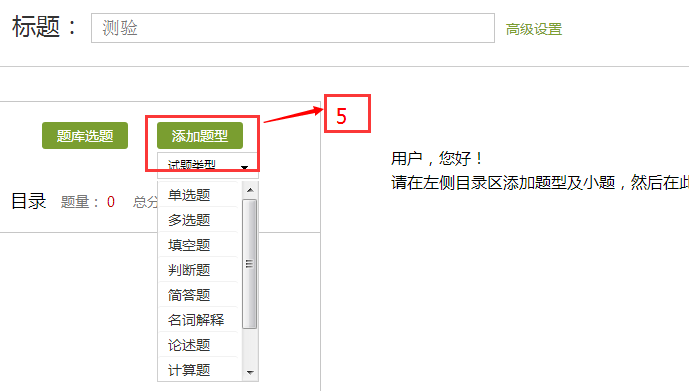 标题： 测验 高级设置
题库选题 添加题型 5
试题类型
用户，您好！
请在左侧目录区添加题型及小题，然后在此
目录 题量： 0 总分
单选题
多选题
填空题
判断题
简答题
名词解释
论述题
计算题